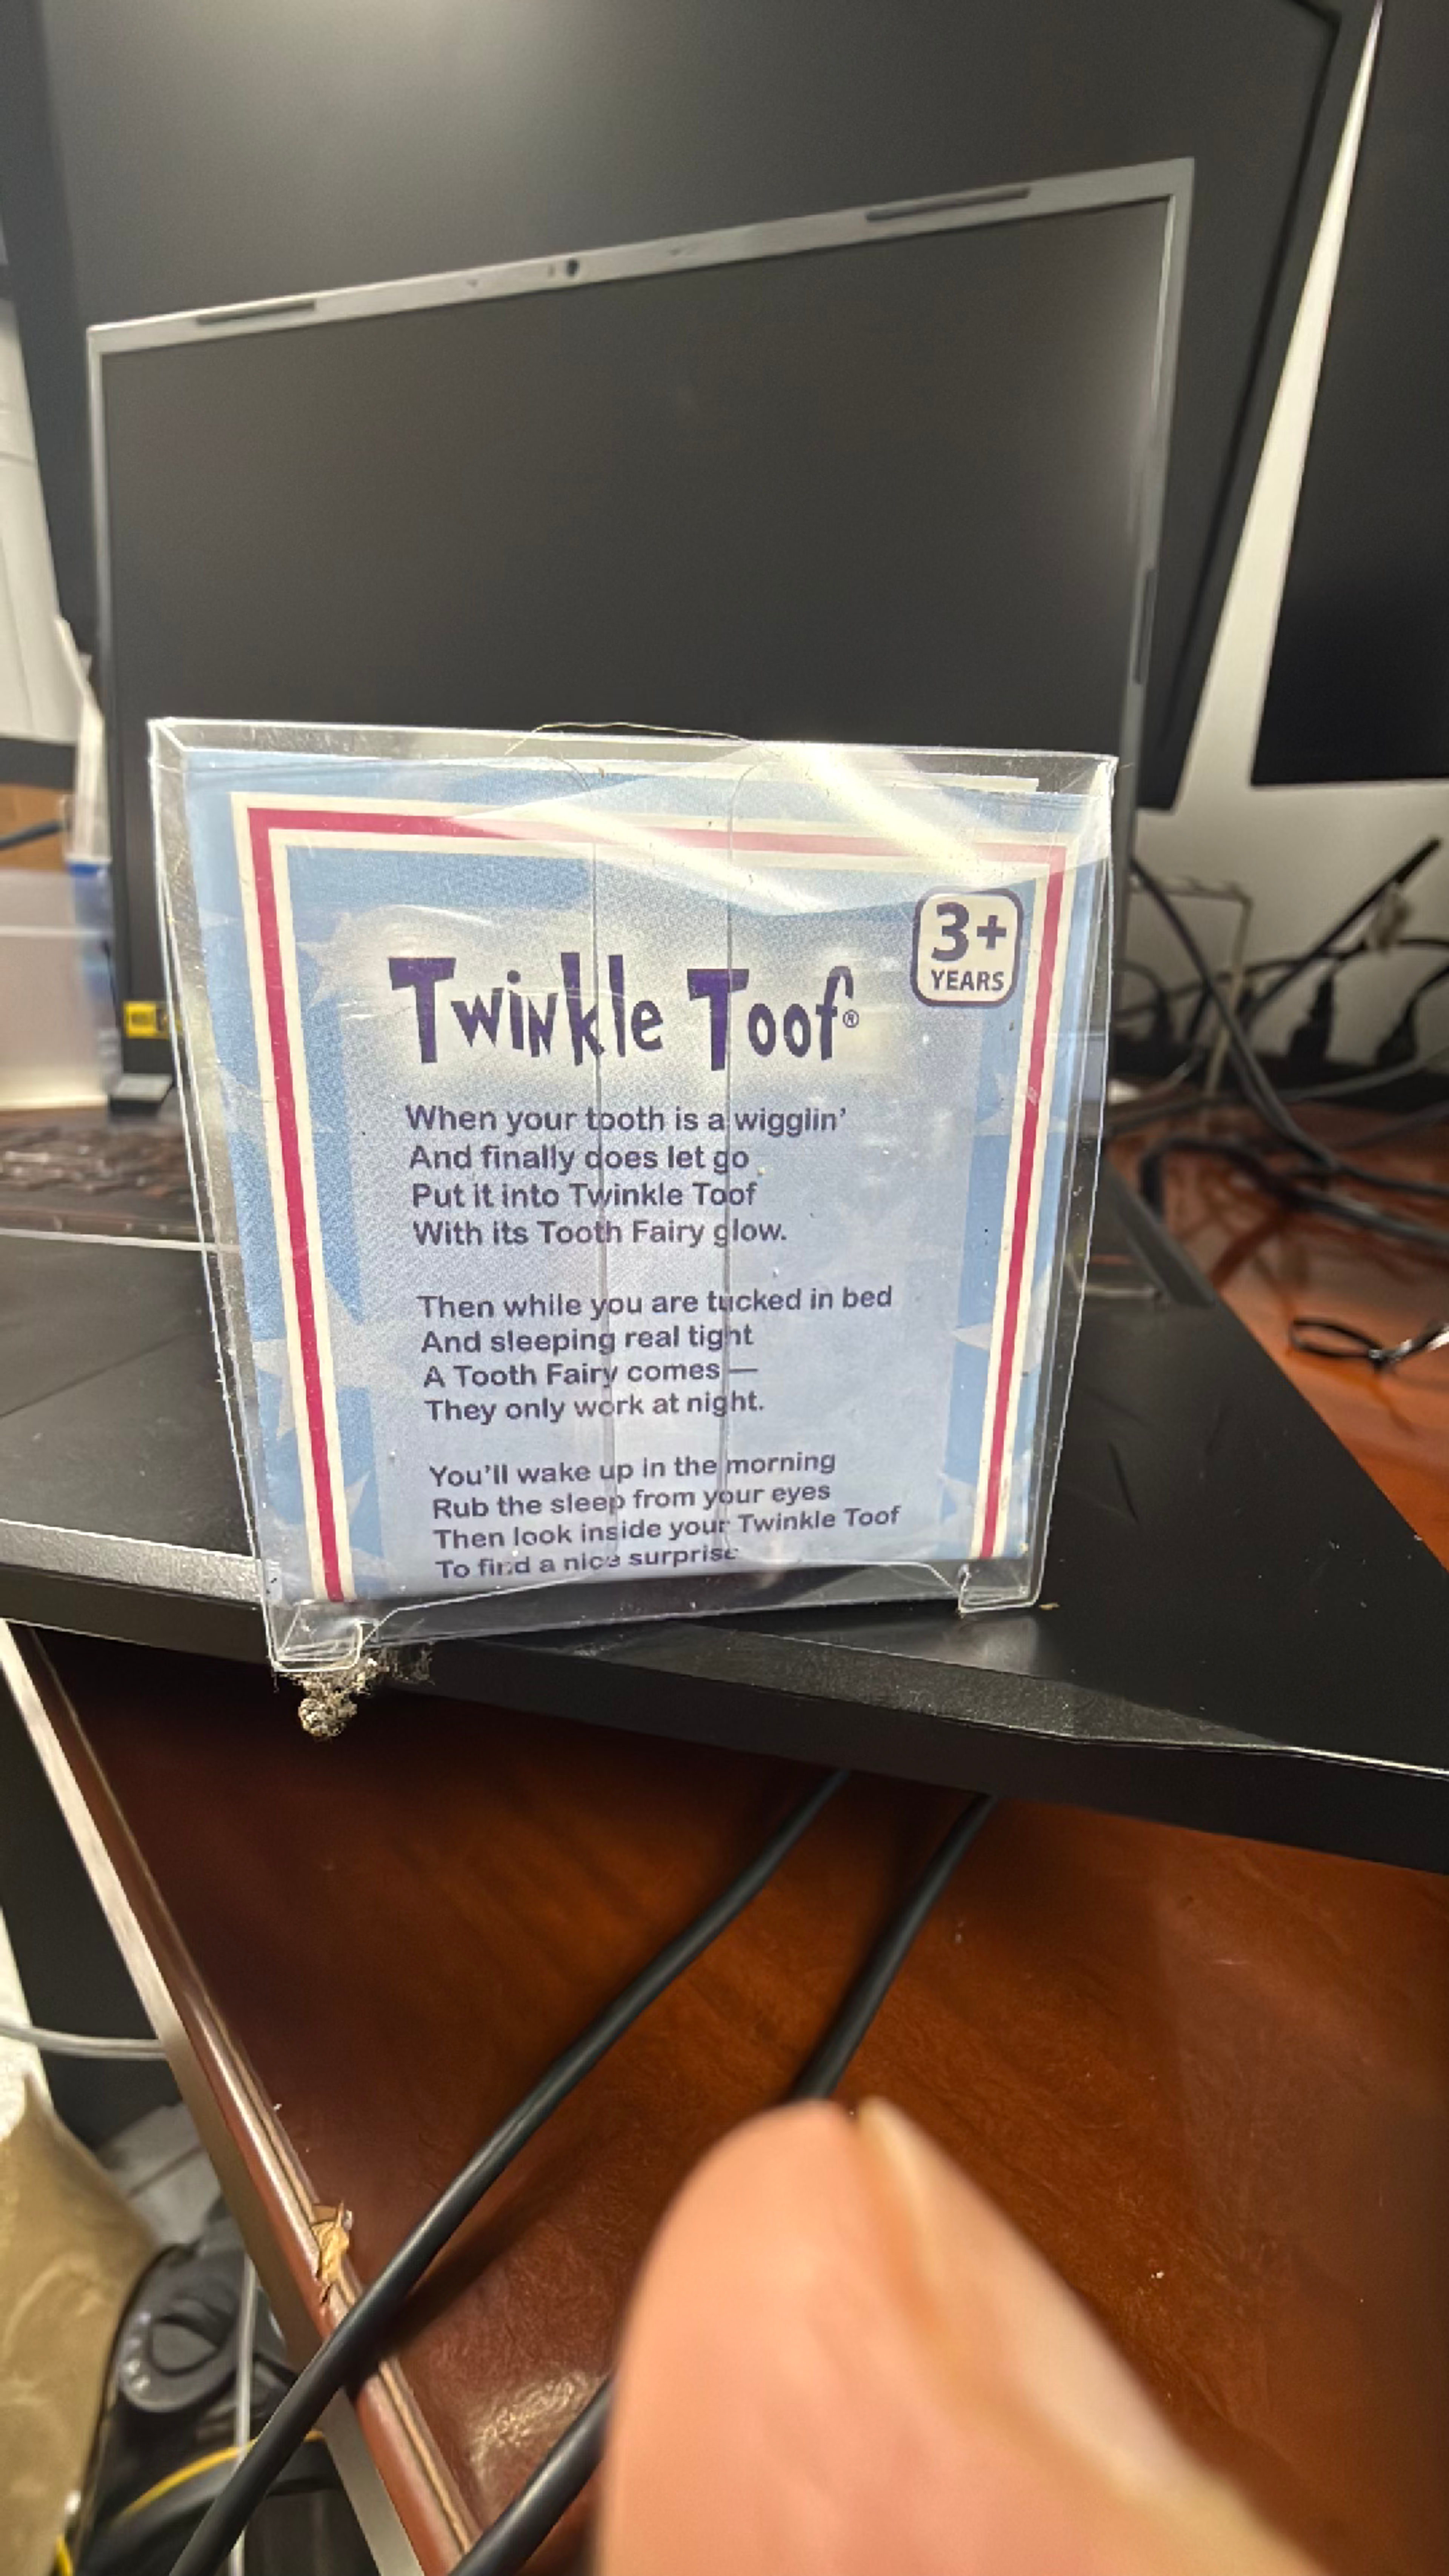 3+
YEARS
Twinkle Toof®
When your tooth is a wigglin'
And finally does let go
Put it into Twinkle Toof
With its Tooth Fairy glow.
Then while you are tucked in bed
And sleeping real tight
A Tooth Fairy comes —
They only work at night.
You'll wake up in the morning
Rub the sleep from your eyes
Then look inside your Twinkle Toof
To find a nice surprise